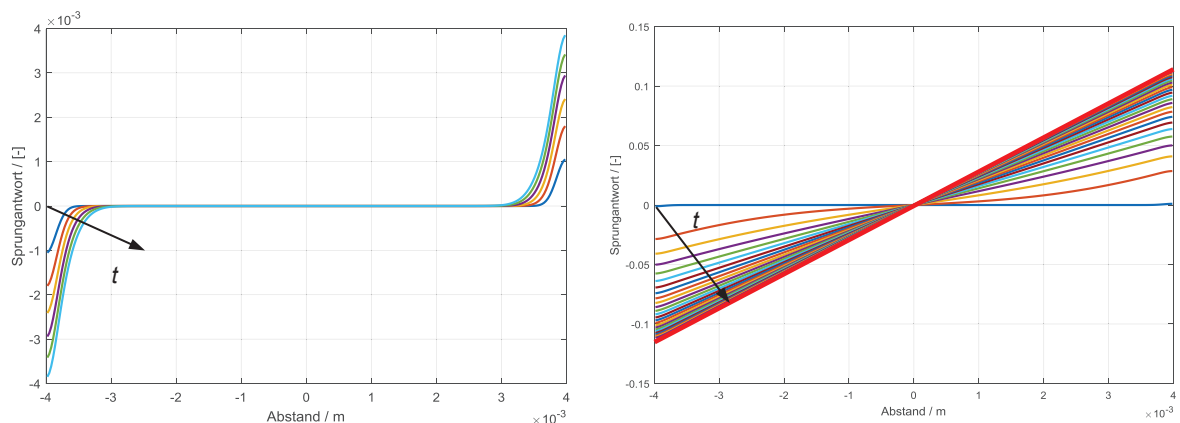 ×10⁻³
4
3
2
1
0
-1
-2
-3
-4
Sprungantwort / [-]
t
-4 -3 -2 -1 0 1 2 3 4
Abstand / m
×10⁻³
0.15
0.1
0.05
0
-0.05
-0.1
-0.15
Sprungantwort / [-]
t
-4 -3 -2 -1 0 1 2 3 4
Abstand / m
×10⁻³